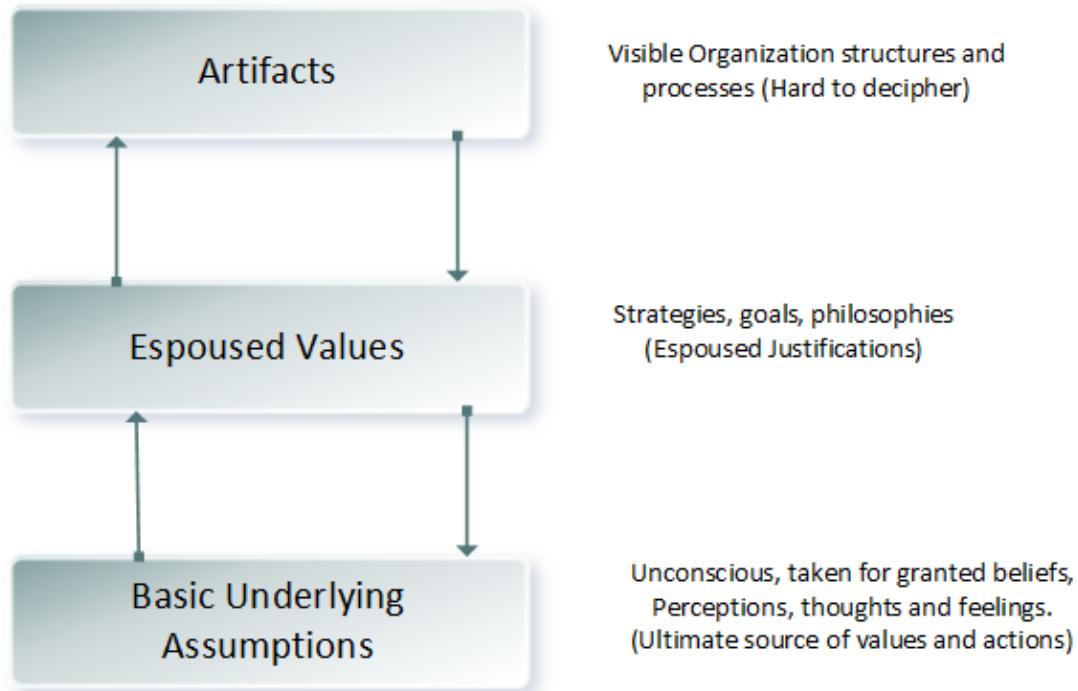 Artifacts
Visible Organization structures and
processes (Hard to decipher)
Espoused Values
Strategies, goals, philosophies
(Espoused Justifications)
Basic Underlying
Assumptions
Unconscious, taken for granted beliefs,
Perceptions, thoughts and feelings.
(Ultimate source of values and actions)